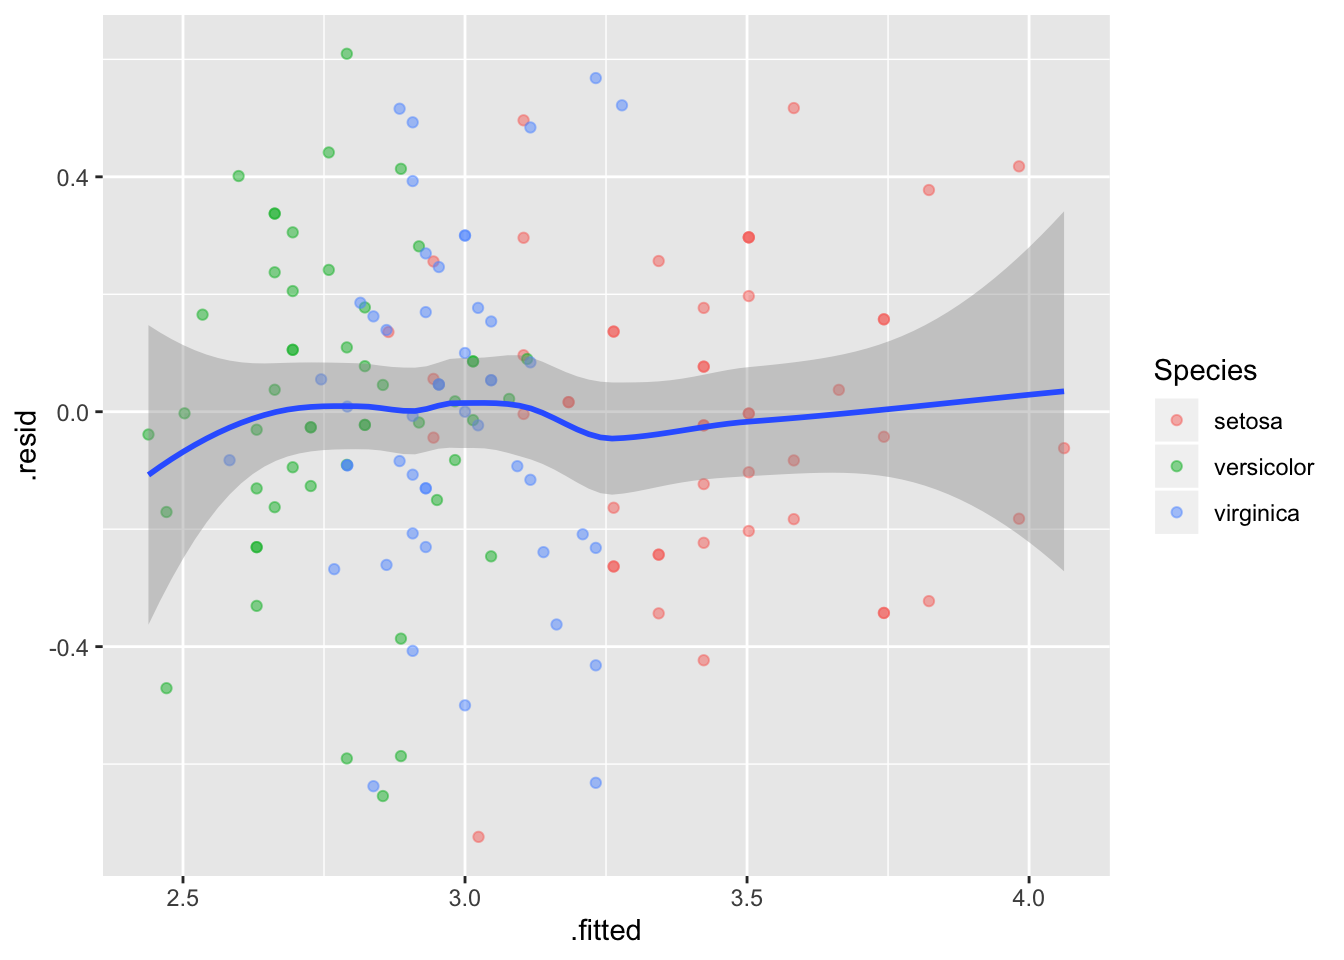 0.4
0.0
-0.4
.resid
2.5 3.0 3.5 4.0
.fitted
Species
setosa
versicolor
virginica